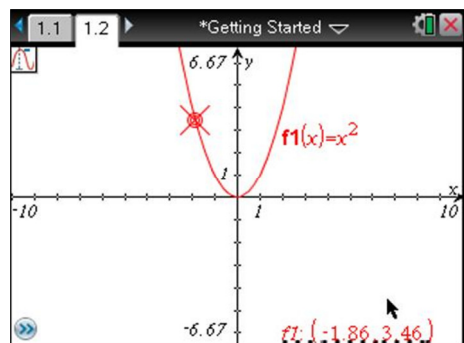 1.1 1.2 *Getting Started
6.67 y
f1(x)=x²
1
x
-10 1 10
-6.67
f1: (-1.86,3.46)